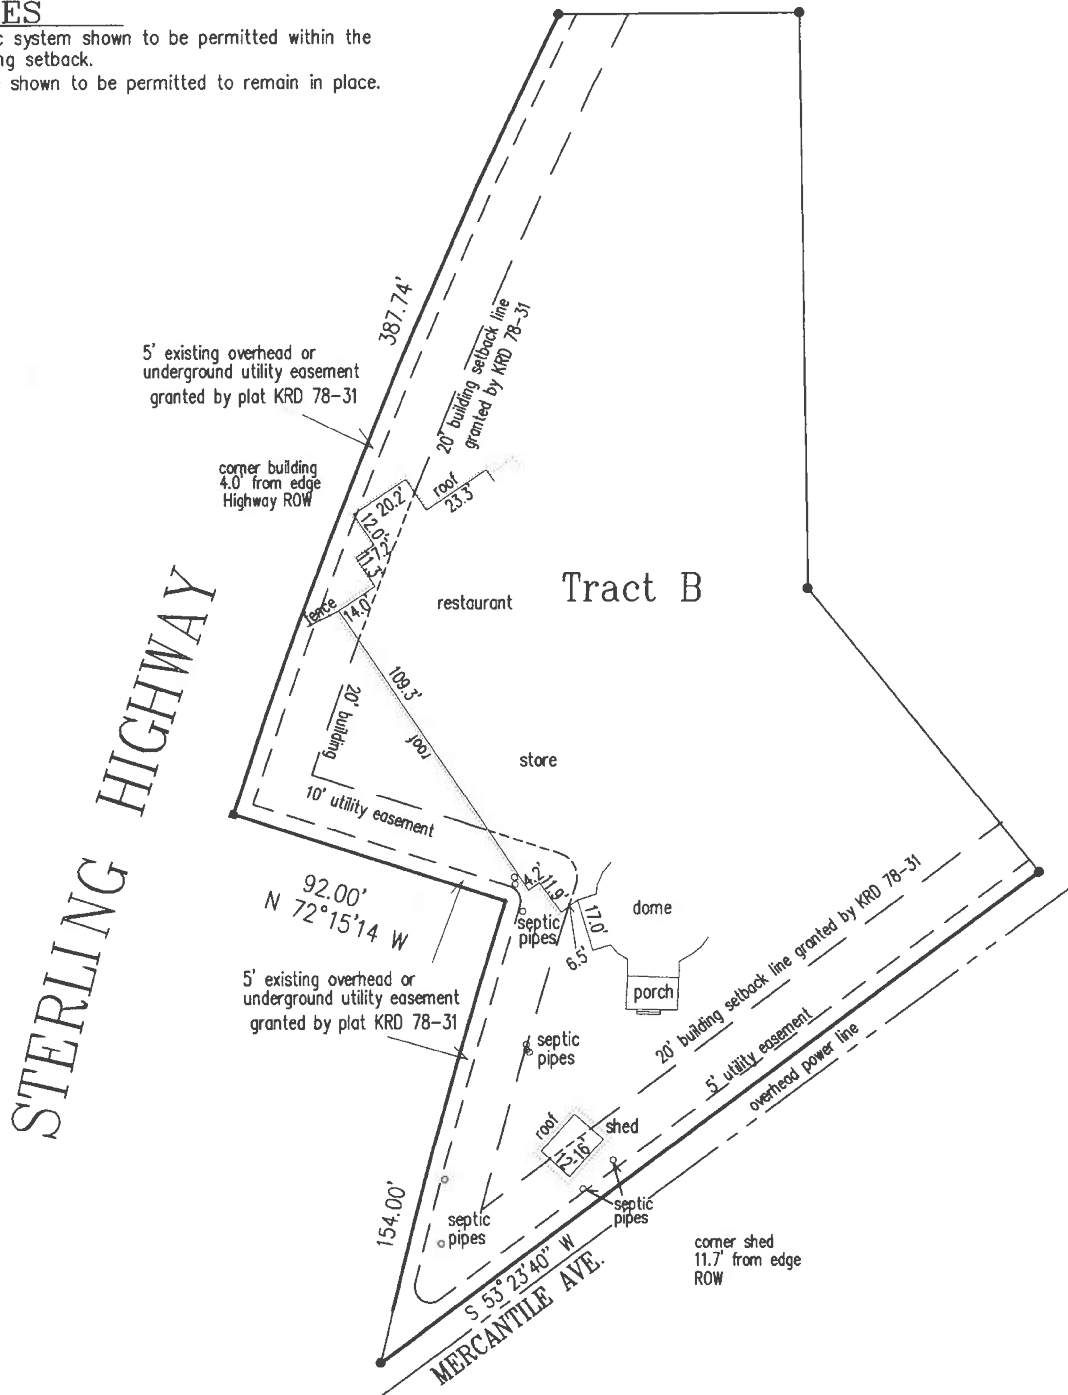 ES
c system shown to be permitted within the
ng setback.
shown to be permitted to remain in place.
387.74'
5' existing overhead or
underground utility easement
granted by plat KRD 78-31
20' building setback line
granted by KRD 78-31
corner building
4.0' from edge
Highway ROW
20.2'
12.0'
roof
23.3'
17.2'
11.3'
fence
14.0'
restaurant
Tract B
STERLING HIGHWAY
109.3'
roof
20' building
store
10' utility easement
92.00'
N 72°15'14 W
4.2'
11.9'
septic
pipes
17.0'
6.5'
dome
porch
5' existing overhead or
underground utility easement
granted by plat KRD 78-31
20' building setback line granted by KRD 78-31
5' utility easement
overhead power line
septic
pipes
roof
shed
12'
16'
154.00'
septic
pipes
septic
pipes
corner shed
11.7' from edge
ROW
S 53°23'40" W
MERCANTILE AVE.